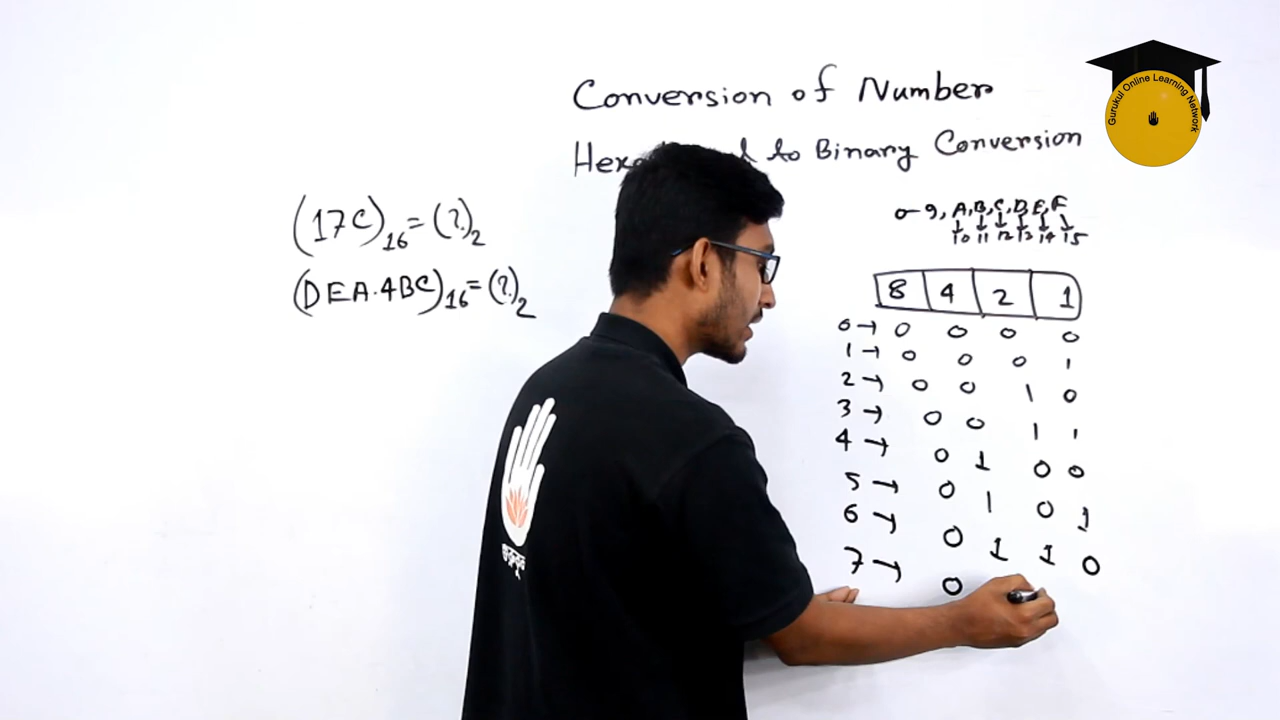 Gurukul Online Learning Network
Conversion of Number
to Binary Conversion
(17C)16 = (?)2
(DEA.4BC)16 = (?)2
0-9, A, B, C, D, E, F
10 11 12 13 14 15
8 4 2 1
0 → 0 0 0 0
1 → 0 0 0 1
2 → 0 0 1 0
3 → 0 0 1 1
4 → 0 1 0 0
5 → 0 1 0 1
6 → 0 1 1 0
7 → 0
গুরুকুল